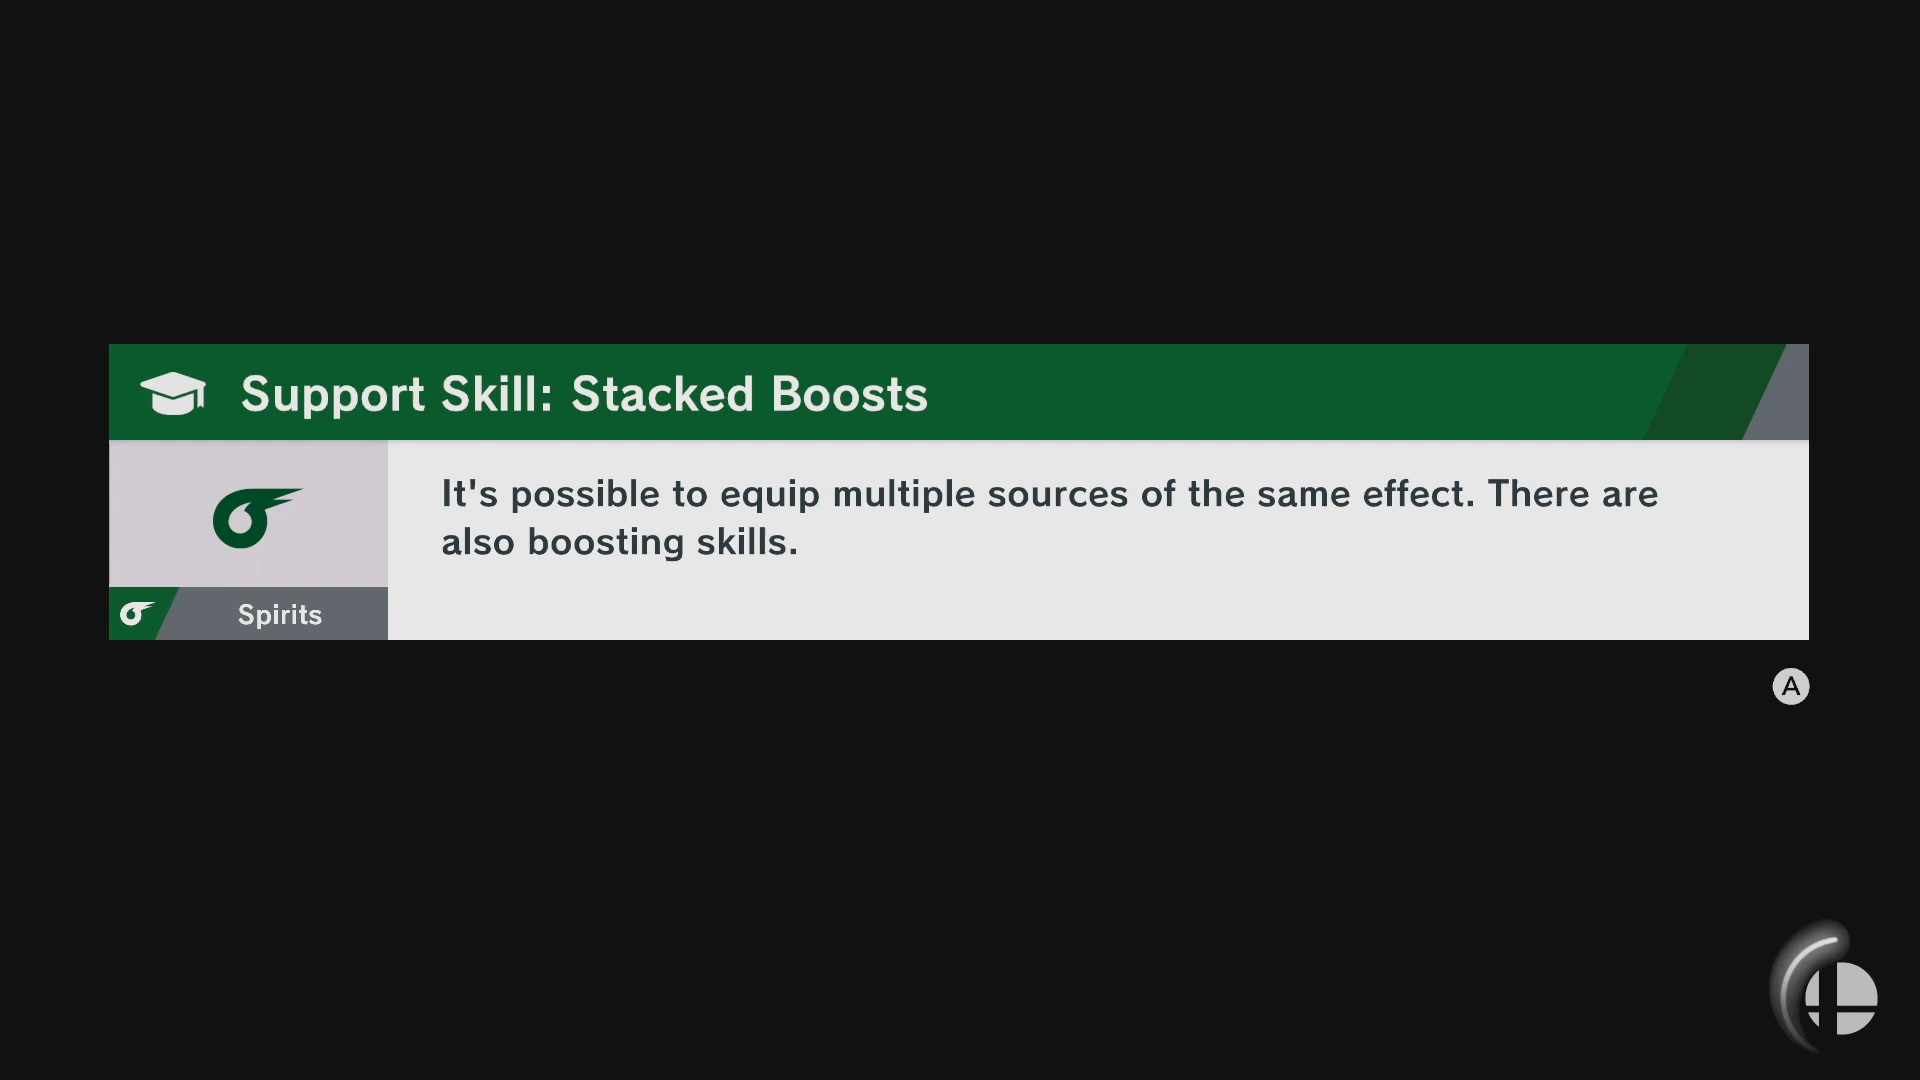 Support Skill: Stacked Boosts
It's possible to equip multiple sources of the same effect. There are
also boosting skills.
Spirits
A